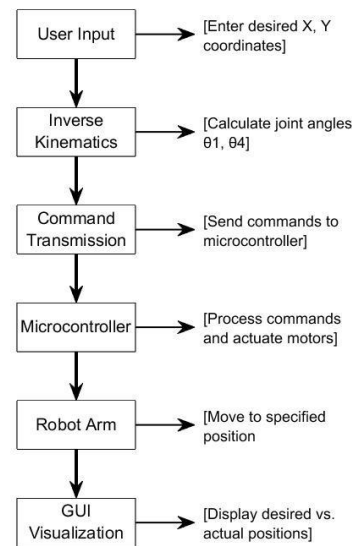 User Input
[Enter desired X, Y
coordinates]
Inverse
Kinematics
[Calculate joint angles
θ1, θ4]
Command
Transmission
[Send commands to
microcontroller]
Microcontroller
[Process commands
and actuate motors]
Robot Arm
[Move to specified
position
GUI
Visualization
[Display desired vs.
actual positions]